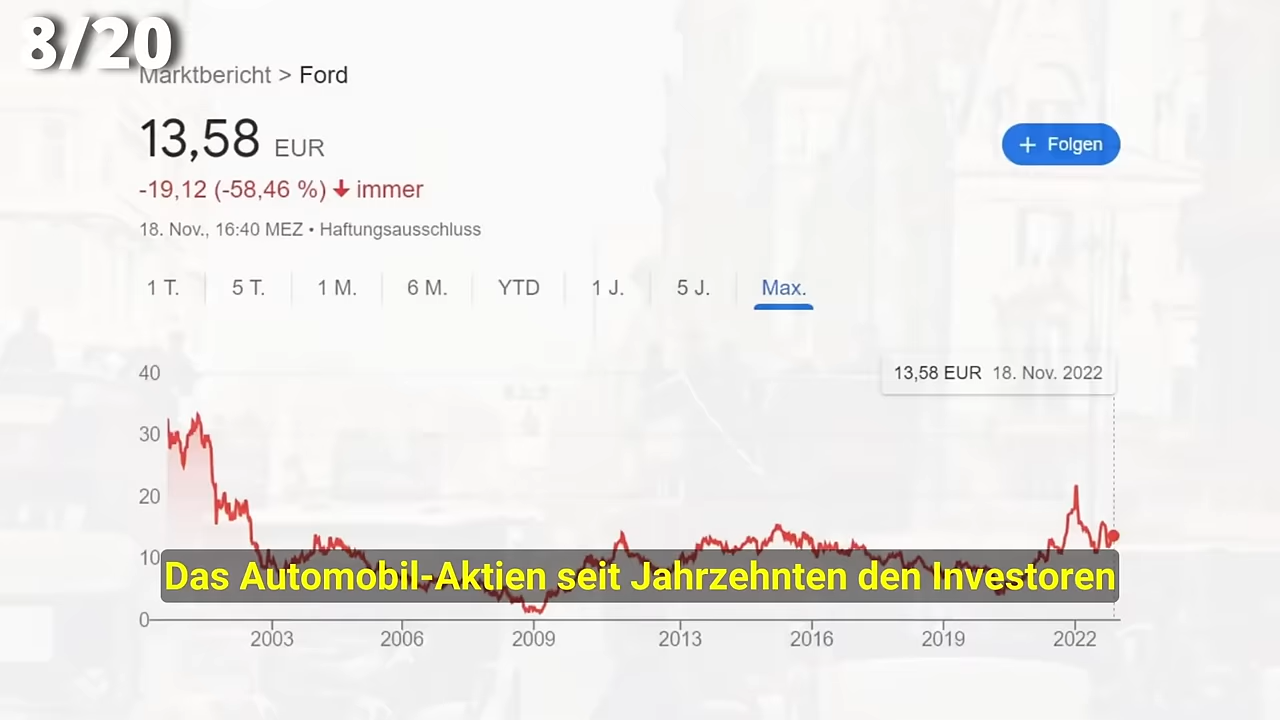 8/20
Marktbericht > Ford
13,58 EUR
+ Folgen
-19,12 (-58,46 %) ↓ immer
18. Nov., 16:40 MEZ • Haftungsausschluss
1 T. 5 T. 1 M. 6 M. YTD 1 J. 5 J. Max.
40
13,58 EUR 18. Nov. 2022
30
20
10
Das Automobil-Aktien seit Jahrzehnten den Investoren
0
2003 2006 2009 2013 2016 2019 2022